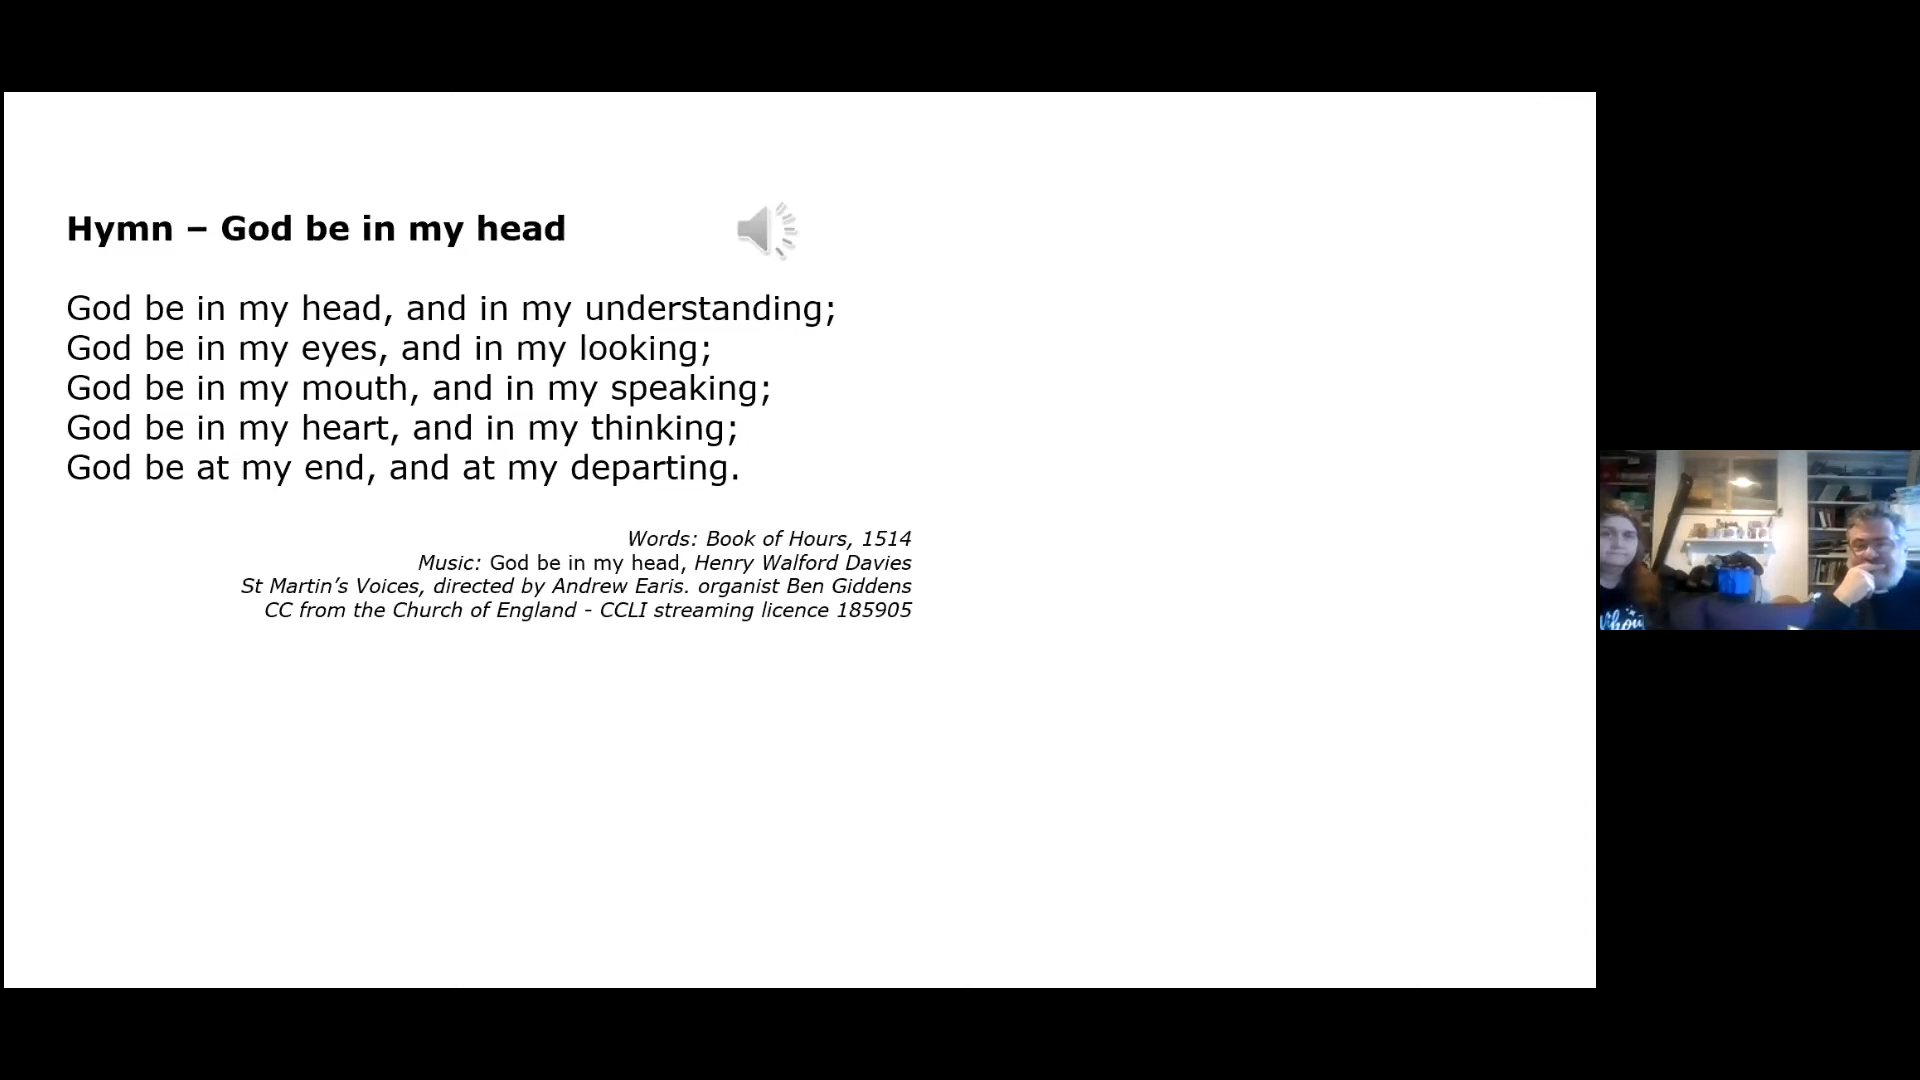 Hymn – God be in my head
God be in my head, and in my understanding;
God be in my eyes, and in my looking;
God be in my mouth, and in my speaking;
God be in my heart, and in my thinking;
God be at my end, and at my departing.
Words: Book of Hours, 1514
Music: God be in my head, Henry Walford Davies
St Martin’s Voices, directed by Andrew Earis. organist Ben Giddens
CC from the Church of England - CCLI streaming licence 185905